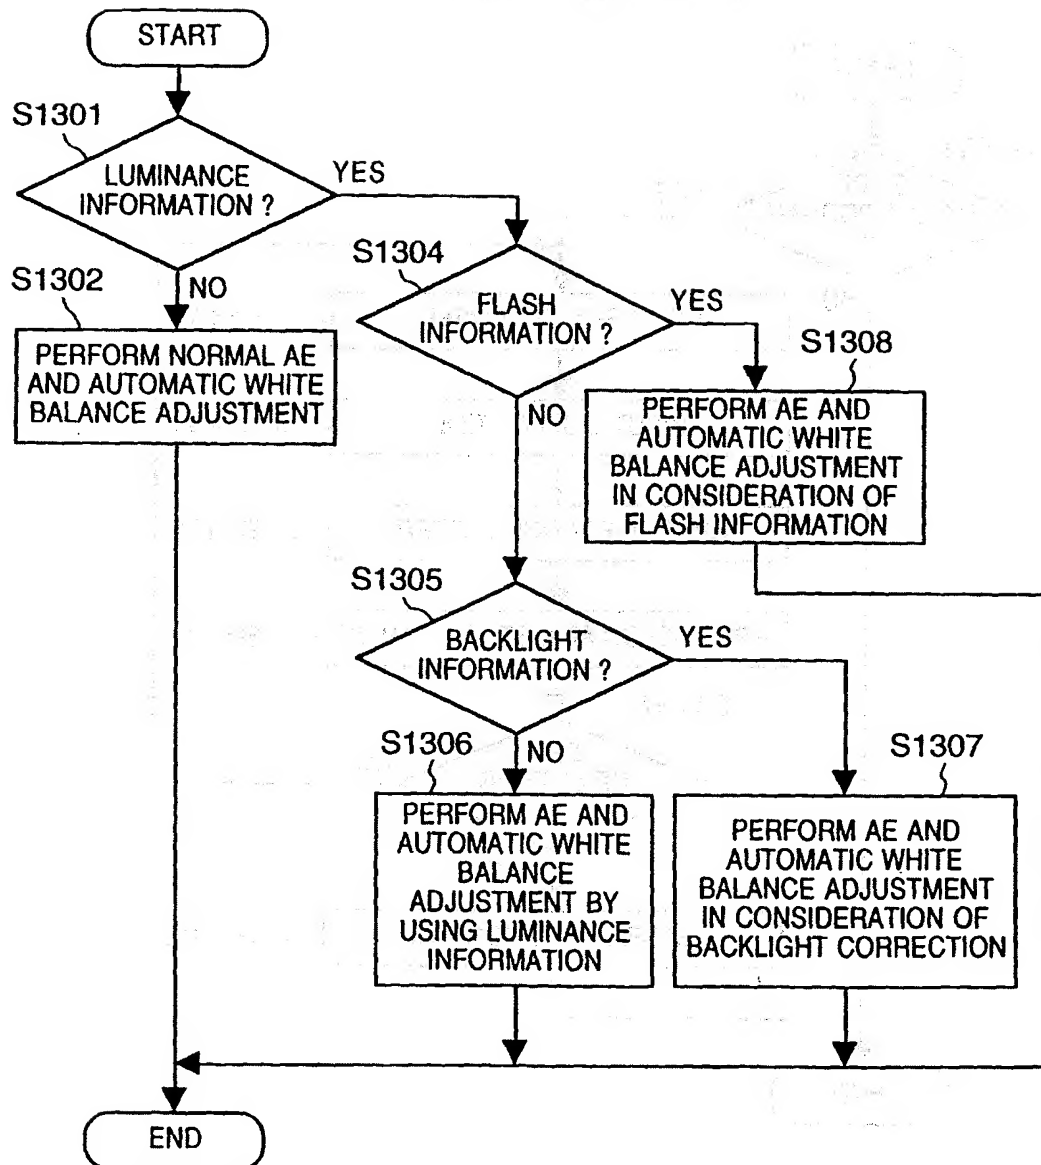 START
S1301
LUMINANCE
INFORMATION ?
YES
NO
S1302
PERFORM NORMAL AE
AND AUTOMATIC WHITE
BALANCE ADJUSTMENT
S1304
FLASH
INFORMATION ?
YES
NO
S1308
PERFORM AE AND
AUTOMATIC WHITE
BALANCE ADJUSTMENT
IN CONSIDERATION OF
FLASH INFORMATION
S1305
BACKLIGHT
INFORMATION ?
YES
NO
S1306
PERFORM AE AND
AUTOMATIC WHITE
BALANCE
ADJUSTMENT BY
USING LUMINANCE
INFORMATION
S1307
PERFORM AE AND
AUTOMATIC WHITE
BALANCE ADJUSTMENT
IN CONSIDERATION OF
BACKLIGHT CORRECTION
END